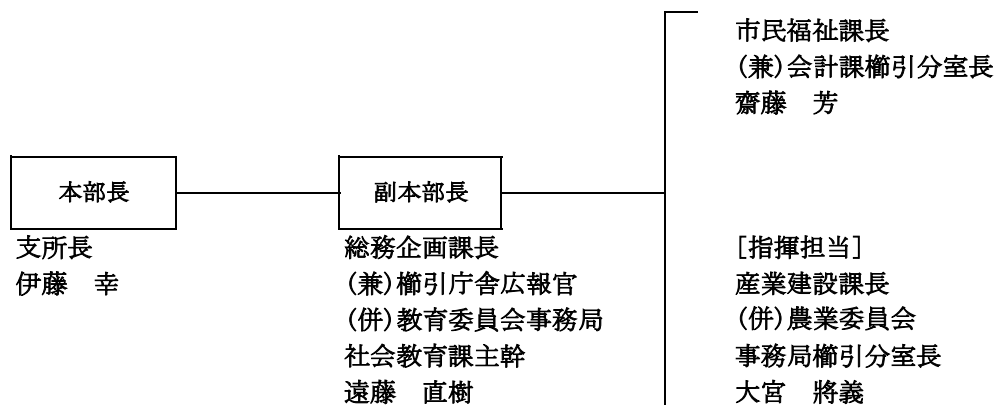 市民福祉課長
(兼)会計課櫛引分室長
齋藤　芳
本部長
支所長
伊藤　幸
副本部長
総務企画課長
(兼)櫛引庁舎広報官
(併)教育委員会事務局
社会教育課主幹
遠藤　直樹
[指揮担当]
産業建設課長
(併)農業委員会
事務局櫛引分室長
大宮　將義